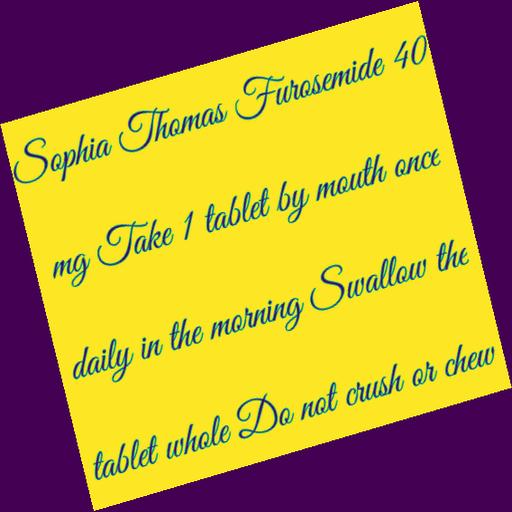 Sophia Thomas Furosemide 40
mg Take 1 tablet by mouth once
daily in the morning Swallow the
tablet whole Do not crush or chew